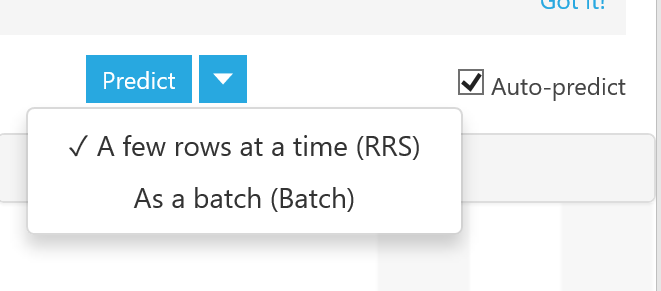 Got it!
Predict
Auto-predict
✓ A few rows at a time (RRS)
As a batch (Batch)